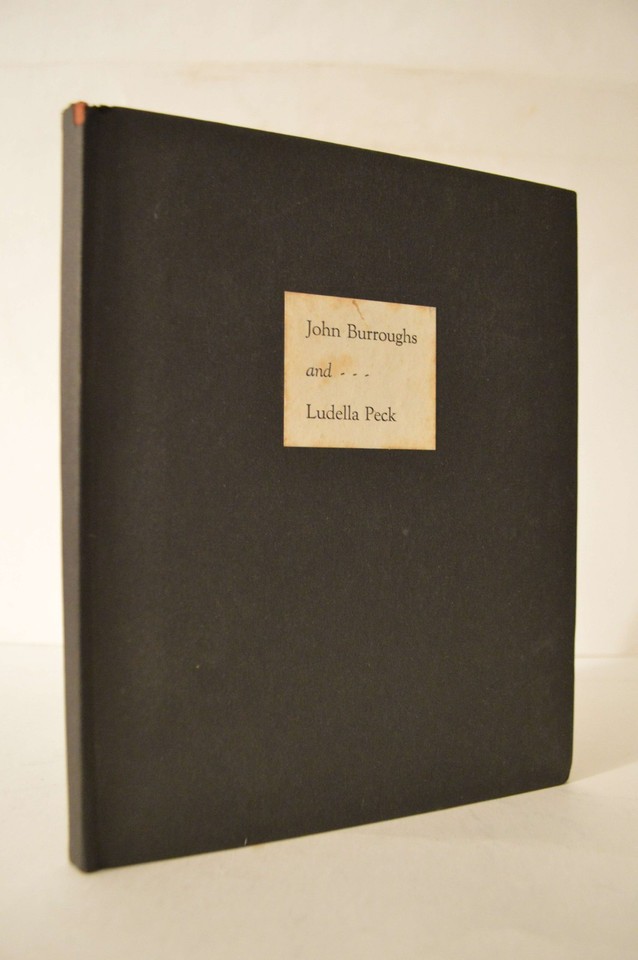 John Burroughs
and - - -
Ludella Peck